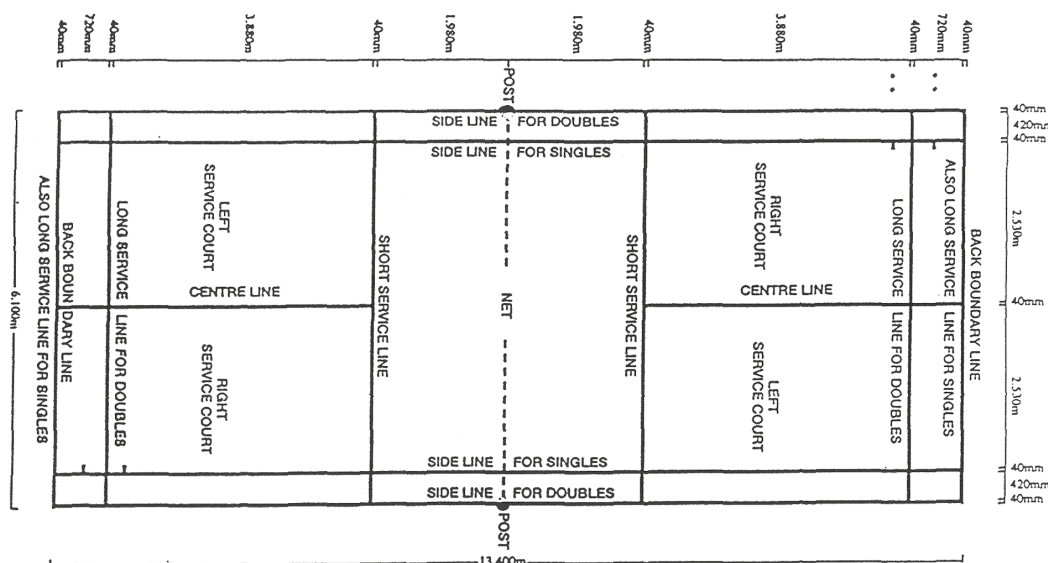 40mm
720mm
40mm
3.880m
40mm
1.980m
1.980m
40mm
3.880m
40mm
720mm
40mm
POST
SIDE LINE FOR DOUBLES
SIDE LINE FOR SINGLES
40mm
420mm
40mm
2.530m
40mm
2.530m
40mm
420mm
40mm
LEFT
SERVICE COURT
RIGHT
SERVICE COURT
CENTRE LINE
CENTRE LINE
RIGHT
SERVICE COURT
LEFT
SERVICE COURT
6.100m
ALSO LONG SERVICE LINE FOR SINGLES
BACK BOUNDARY LINE
LONG SERVICE LINE FOR DOUBLES
SHORT SERVICE LINE
NET
SHORT SERVICE LINE
LONG SERVICE LINE FOR DOUBLES
ALSO LONG SERVICE LINE FOR SINGLES
BACK BOUNDARY LINE
SIDE LINE FOR SINGLES
SIDE LINE FOR DOUBLES
POST
13.400m